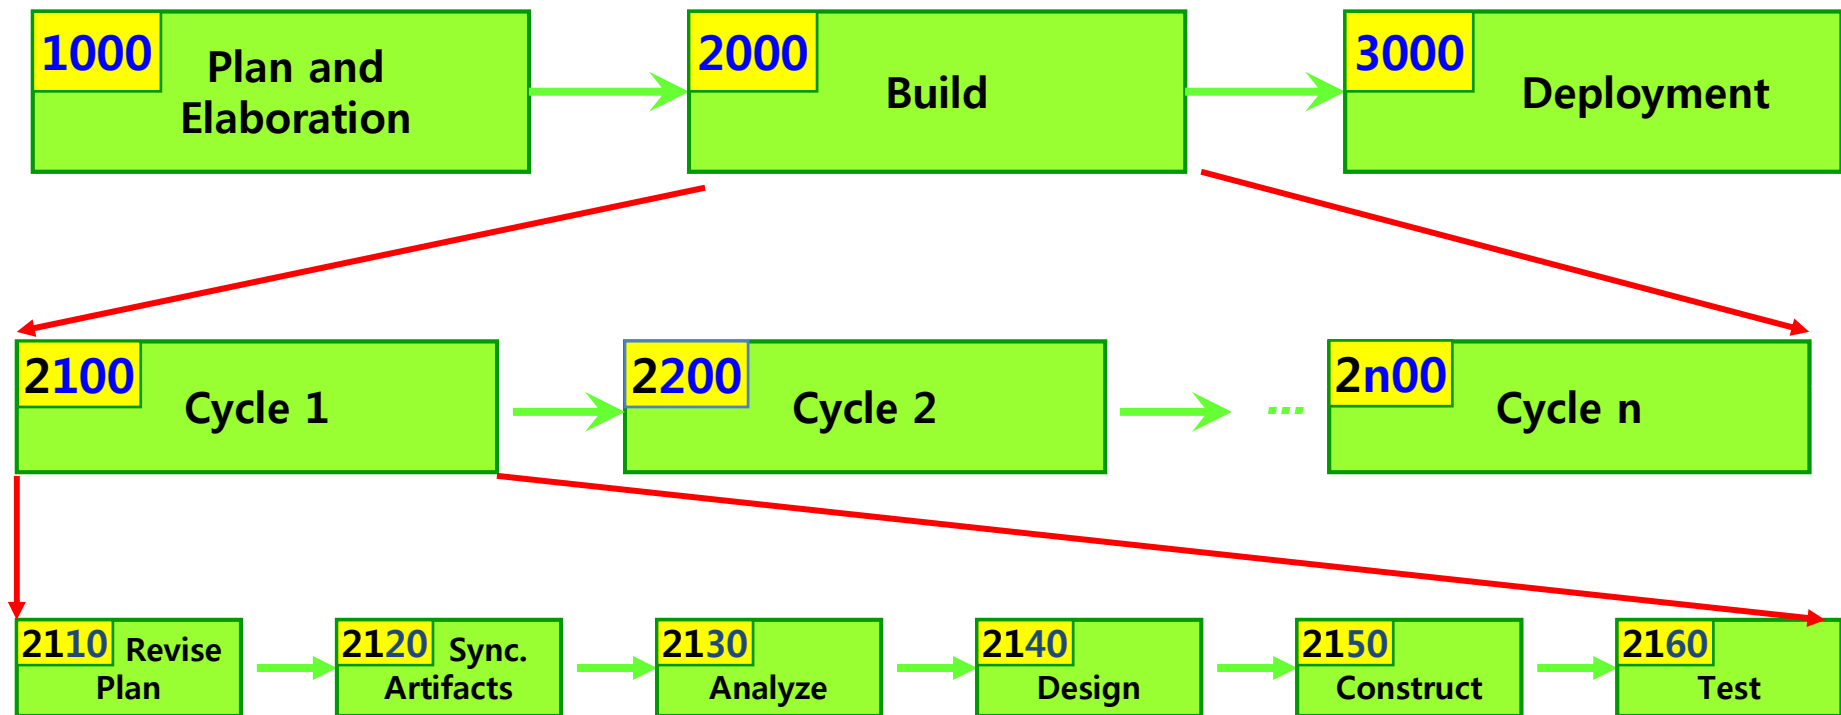 1000
Plan and
Elaboration
2000
Build
3000
Deployment
2100
Cycle 1
2200
Cycle 2
...
2n00
Cycle n
2110 Revise
Plan
2120 Sync.
Artifacts
2130
Analyze
2140
Design
2150
Construct
2160
Test